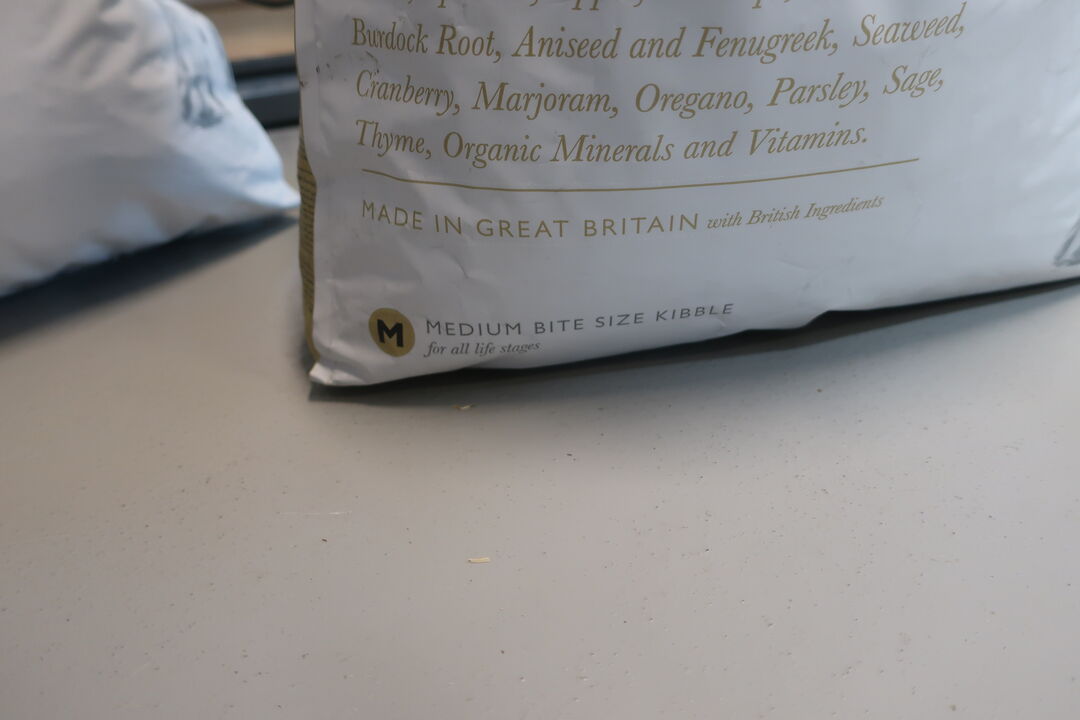 Burdock Root, Aniseed and Fenugreek, Seaweed,
Cranberry, Marjoram, Oregano, Parsley, Sage,
Thyme, Organic Minerals and Vitamins.
MADE IN GREAT BRITAIN with British Ingredients
M MEDIUM BITE SIZE KIBBLE
for all life stages